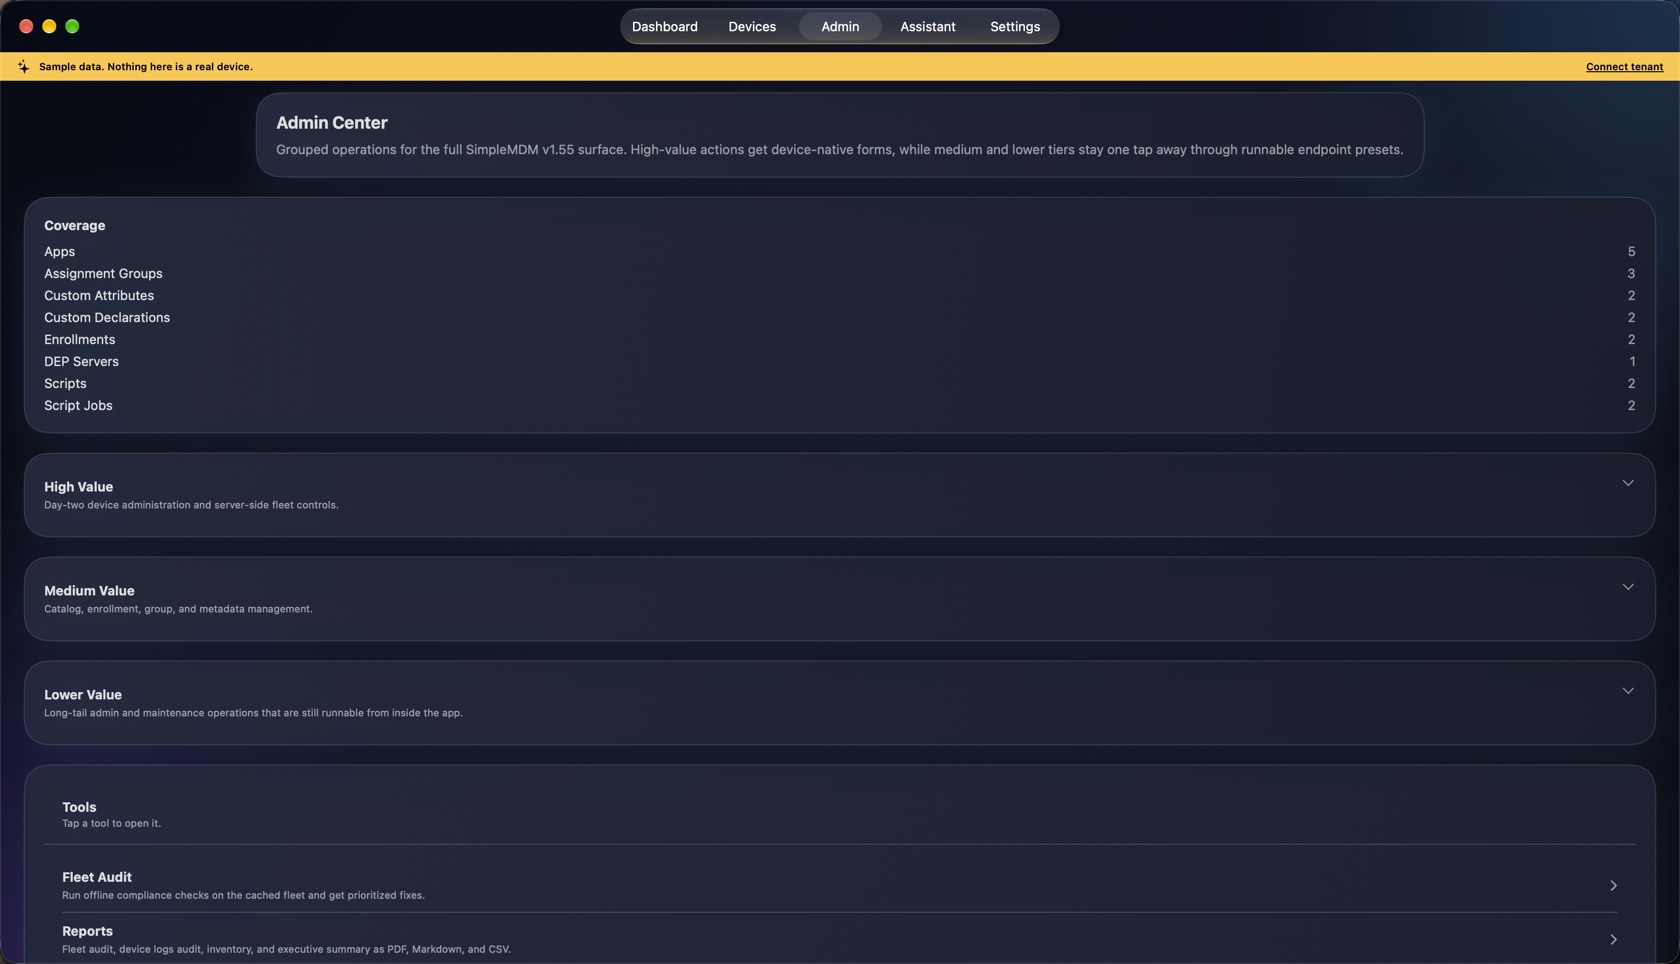 Dashboard Devices Admin Assistant Settings
Sample data. Nothing here is a real device. Connect tenant
Admin Center
Grouped operations for the full SimpleMDM v1.55 surface. High-value actions get device-native forms, while medium and lower tiers stay one tap away through runnable endpoint presets.
Coverage
Apps 5
Assignment Groups 3
Custom Attributes 2
Custom Declarations 2
Enrollments 2
DEP Servers 1
Scripts 2
Script Jobs 2
High Value
Day-two device administration and server-side fleet controls.
Medium Value
Catalog, enrollment, group, and metadata management.
Lower Value
Long-tail admin and maintenance operations that are still runnable from inside the app.
Tools
Tap a tool to open it.
Fleet Audit
Run offline compliance checks on the cached fleet and get prioritized fixes.
Reports
Fleet audit, device logs audit, inventory, and executive summary as PDF, Markdown, and CSV.